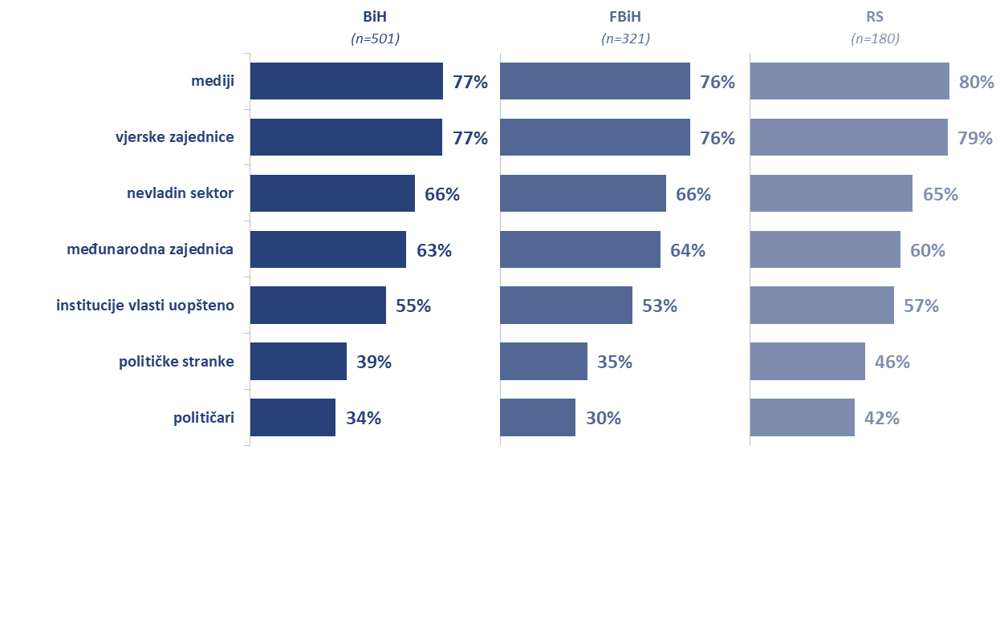 BiH FBiH RS
(n=501) (n=321) (n=180)
mediji 77% 76% 80%
vjerske zajednice 77% 76% 79%
nevladin sektor 66% 66% 65%
međunarodna zajednica 63% 64% 60%
institucije vlasti uopšteno 55% 53% 57%
političke stranke 39% 35% 46%
političari 34% 30% 42%